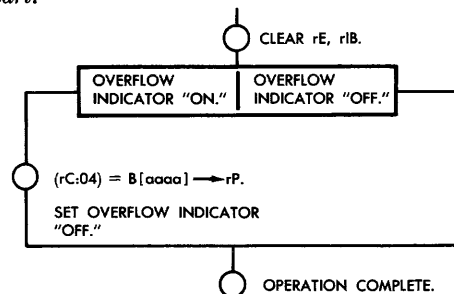 part.
CLEAR rE, rIB.
OVERFLOW INDICATOR "ON."
OVERFLOW INDICATOR "OFF."
(rC:04) = B[aaaa] → rP.
SET OVERFLOW INDICATOR
"OFF."
OPERATION COMPLETE.